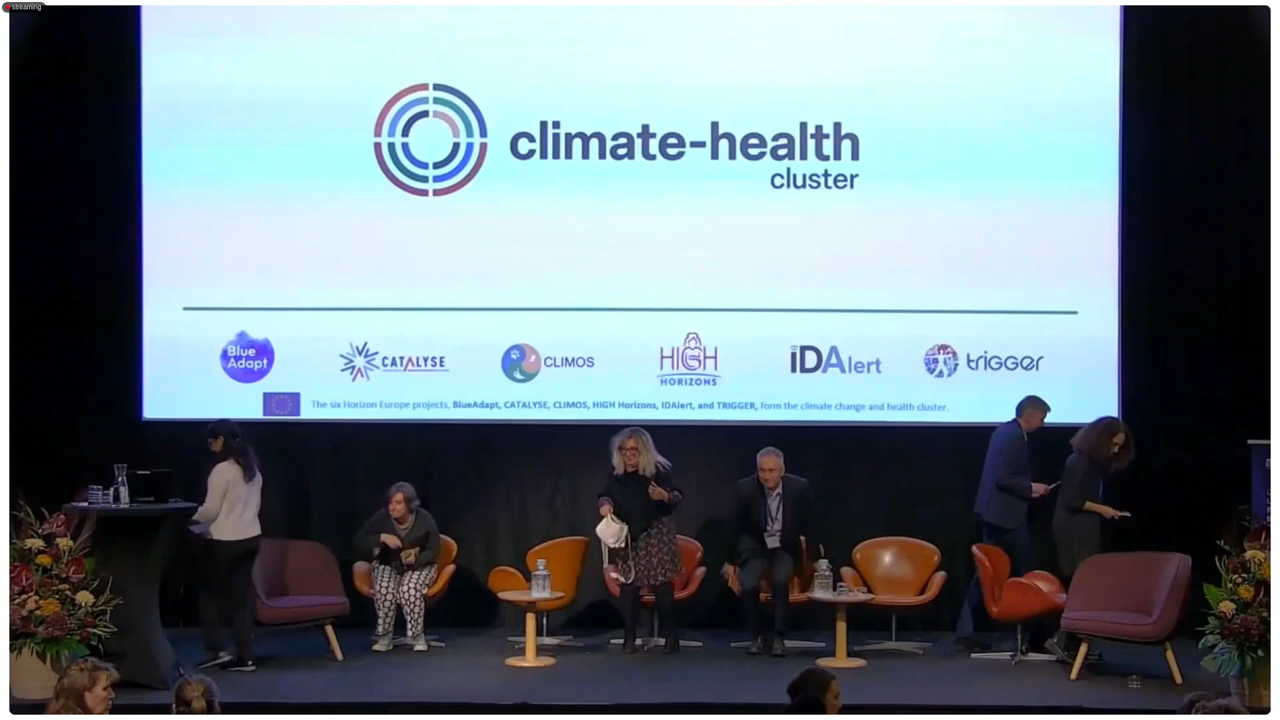 streaming
climate-health
cluster
Blue
Adapt
CATALYSE
CLIMOS
HIGH
HORIZONS
iDAlert
triGGer
The six Horizon Europe projects, BlueAdapt, CATALYSE, CLIMOS, HIGH Horizons, IDAlert, and TRIGGER, form the climate change and health cluster.